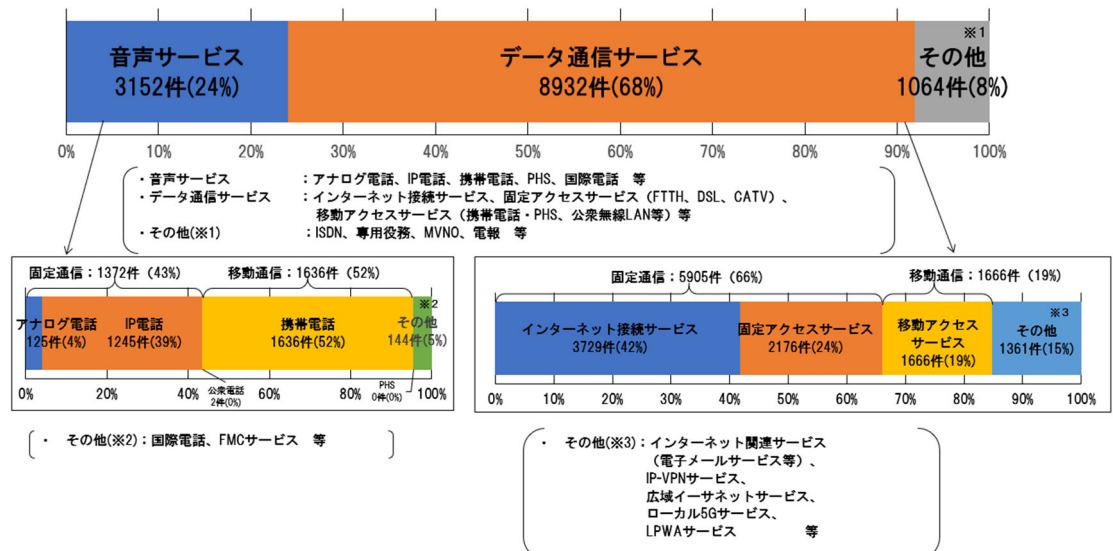 ※1
音声サービス
3152件(24%)
データ通信サービス
8932件(68%)
その他
1064件(8%)
0% 10% 20% 30% 40% 50% 60% 70% 80% 90% 100%
・音声サービス ：アナログ電話、IP電話、携帯電話、PHS、国際電話 等
・データ通信サービス ：インターネット接続サービス、固定アクセスサービス（FTTH、DSL、CATV）、
移動アクセスサービス（携帯電話・PHS、公衆無線LAN等）等
・その他(※1) ：ISDN、専用役務、MVNO、電報 等
固定通信：1372件 (43%) 移動通信：1636件 (52%)
※2
アナログ電話
125件(4%)
IP電話
1245件(39%)
携帯電話
1636件(52%)
その他
144件(5%)
0% 20% 40% 60% 80% 100%
公衆電話
2件(0%)
PHS
0件(0%)
・ その他(※2)：国際電話、FMCサービス 等
固定通信：5905件 (66%) 移動通信：1666件 (19%)
※3
インターネット接続サービス
3729件(42%)
固定アクセスサービス
2176件(24%)
移動アクセス
サービス
1666件(19%)
その他
1361件(15%)
0% 10% 20% 30% 40% 50% 60% 70% 80% 90% 100%
・ その他(※3)：インターネット関連サービス
（電子メールサービス等）、
IP-VPNサービス、
広域イーサネットサービス、
ローカル5Gサービス、
LPWAサービス 等